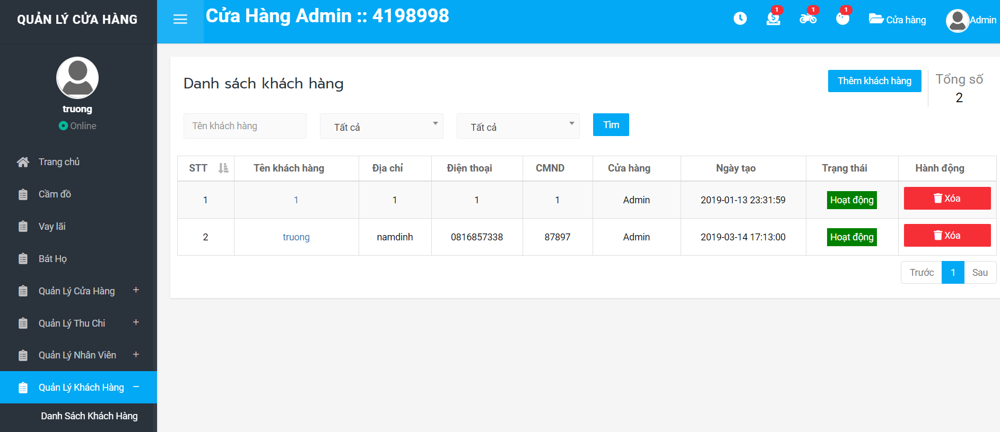 QUẢN LÝ CỬA HÀNG
Cửa Hàng Admin :: 4198998
1
1
1
Cửa hàng
Admin
truong
Online
Trang chủ
Cầm đồ
Vay lãi
Bát Họ
Quản Lý Cửa Hàng +
Quản Lý Thu Chi +
Quản Lý Nhân Viên +
Quản Lý Khách Hàng −
Danh Sách Khách Hàng
Danh sách khách hàng
Thêm khách hàng
Tổng số
2
Tên khách hàng
Tất cả
Tất cả
Tìm
STT Tên khách hàng Địa chỉ Điện thoại CMND Cửa hàng Ngày tạo Trạng thái Hành động
1 1 1 1 1 Admin 2019-01-13 23:31:59 Hoạt động Xóa
2 truong namdinh 0816857338 87897 Admin 2019-03-14 17:13:00 Hoạt động Xóa
Trước 1 Sau